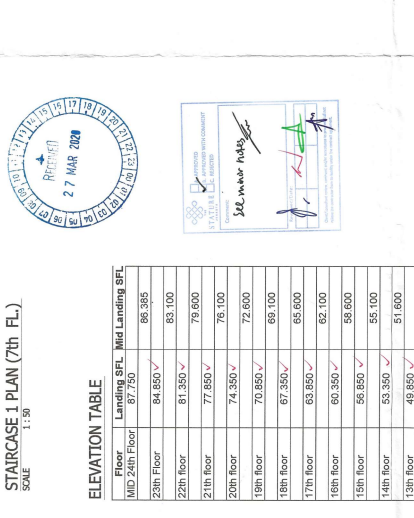 STAIRCASE 1 PLAN (7th FL.)
SCALE 1 : 50
RECEIVED
27 MAR 2020
STATURE
APPROVED
APPROVED WITH COMMENT
REJECTED
See minor notes
ELEVATION TABLE
Floor Landing SFL Mid Landing SFL
MID 24th Floor 87.750
86.385
23th Floor 84.850
83.100
22th floor 81.350
79.600
21th floor 77.850
76.100
20th floor 74.350
72.600
19th floor 70.850
69.100
18th floor 67.350
65.600
17th floor 63.850
62.100
16th floor 60.350
58.600
15th floor 56.850
55.100
14th floor 53.350
51.600
13th floor 49.850